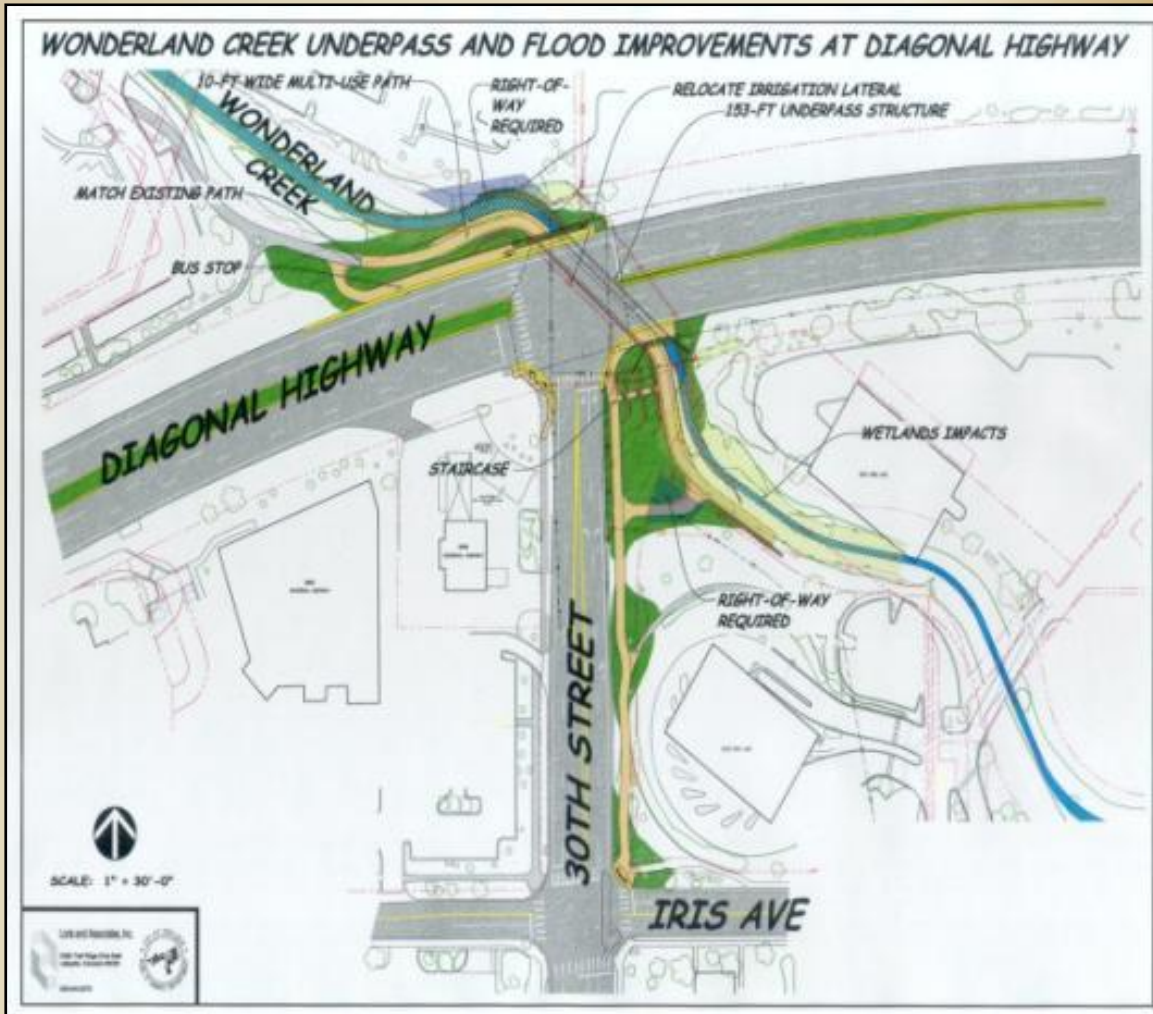 WONDERLAND CREEK UNDERPASS AND FLOOD IMPROVEMENTS AT DIAGONAL HIGHWAY
10-FT WIDE MULTI-USE PATH
RIGHT-OF-
WAY
REQUIRED
RELOCATE IRRIGATION LATERAL
153-FT UNDERPASS STRUCTURE
WONDERLAND
CREEK
MATCH EXISTING PATH
BUS STOP
DIAGONAL HIGHWAY
STAIRCASE
WETLANDS IMPACTS
RIGHT-OF-WAY
REQUIRED
30TH STREET
IRIS AVE
SCALE: 1" = 30'-0"